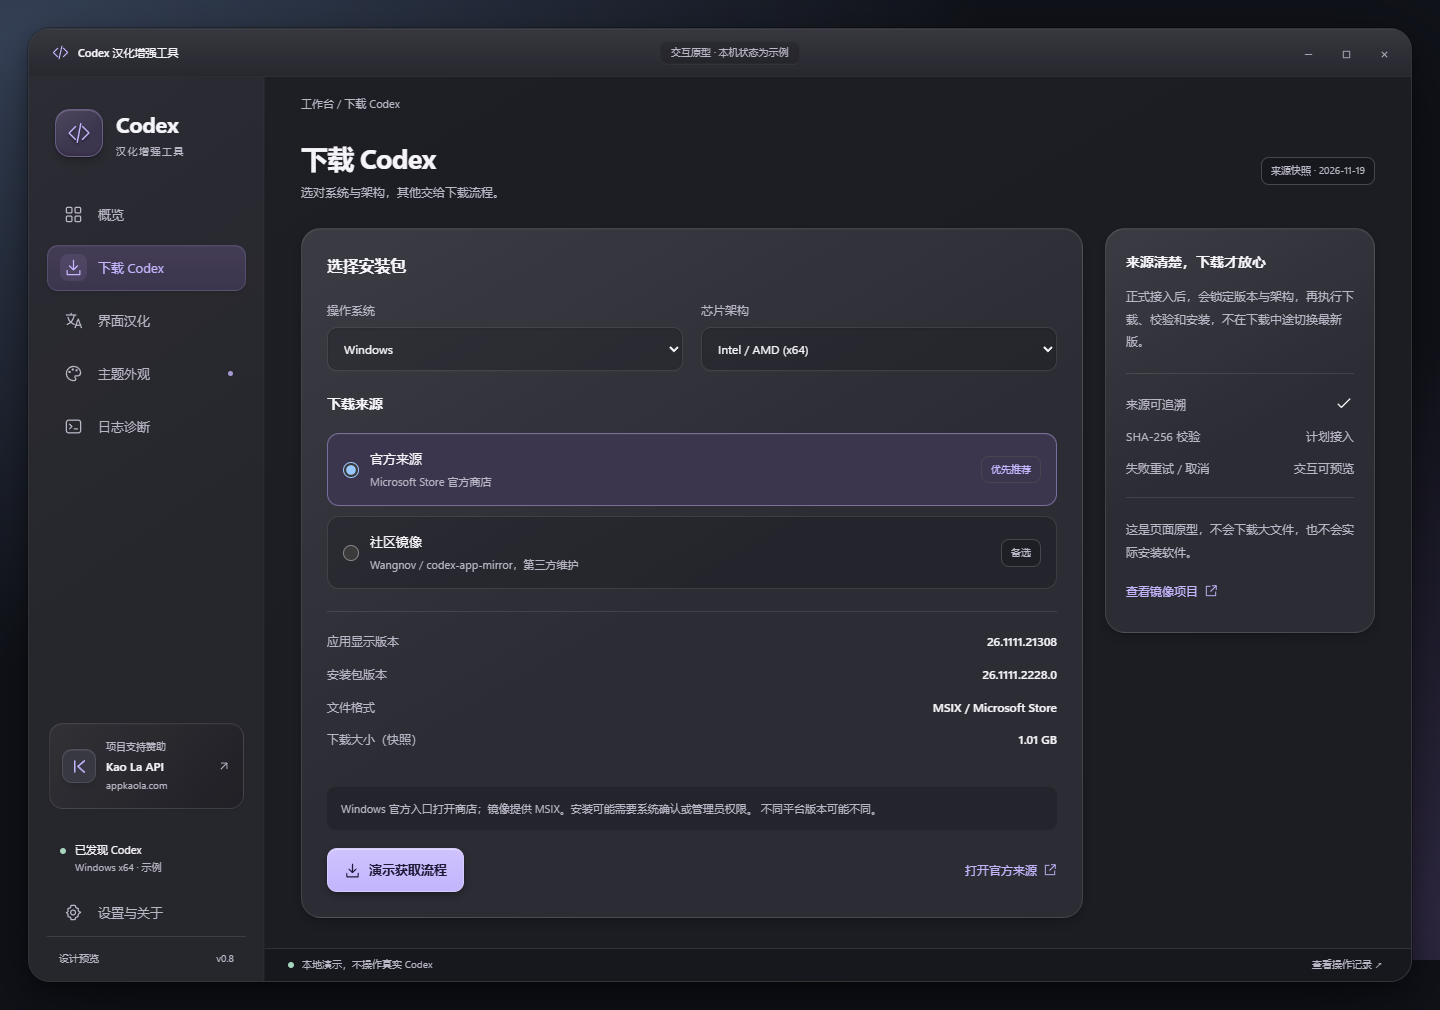 Codex 汉化增强工具
交互原型 · 本机状态为示例
Codex
汉化增强工具
概览
下载 Codex
界面汉化
主题外观
日志诊断
项目支持赞助
Kao La API
appkaola.com
已发现 Codex
Windows x64 · 示例
设置与关于
设计预览
v0.8
工作台 / 下载 Codex
下载 Codex
选对系统与架构，其他交给下载流程。
来源快照 · 2026-11-19
选择安装包
操作系统
芯片架构
Windows
Intel / AMD (x64)
下载来源
官方来源
Microsoft Store 官方商店
优先推荐
社区镜像
Wangnov / codex-app-mirror，第三方维护
备选
应用显示版本
26.1111.21308
安装包版本
26.1111.2228.0
文件格式
MSIX / Microsoft Store
下载大小（快照）
1.01 GB
Windows 官方入口打开商店；镜像提供 MSIX。安装可能需要系统确认或管理员权限。 不同平台版本可能不同。
演示获取流程
打开官方来源
来源清楚，下载才放心
正式接入后，会锁定版本与架构，再执行下
载、校验和安装，不在下载中途切换最新
版。
来源可追溯
SHA-256 校验
计划接入
失败重试 / 取消
交互可预览
这是页面原型，不会下载大文件，也不会实
际安装软件。
查看镜像项目
本地演示，不操作真实 Codex
查看操作记录 ↗